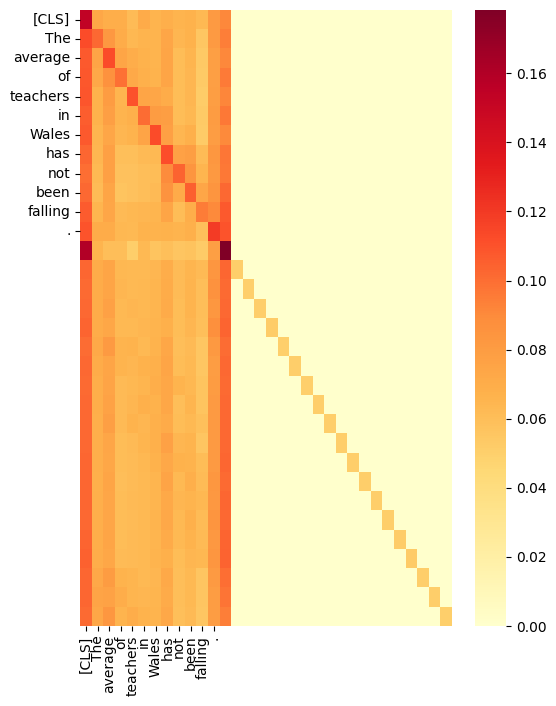 [CLS]
The
average
of
teachers
in
Wales
has
not
been
falling
.
0.16
0.14
0.12
0.10
0.08
0.06
0.04
0.02
0.00
[CLS]
The
average
of
teachers
in
Wales
has
not
been
falling
.